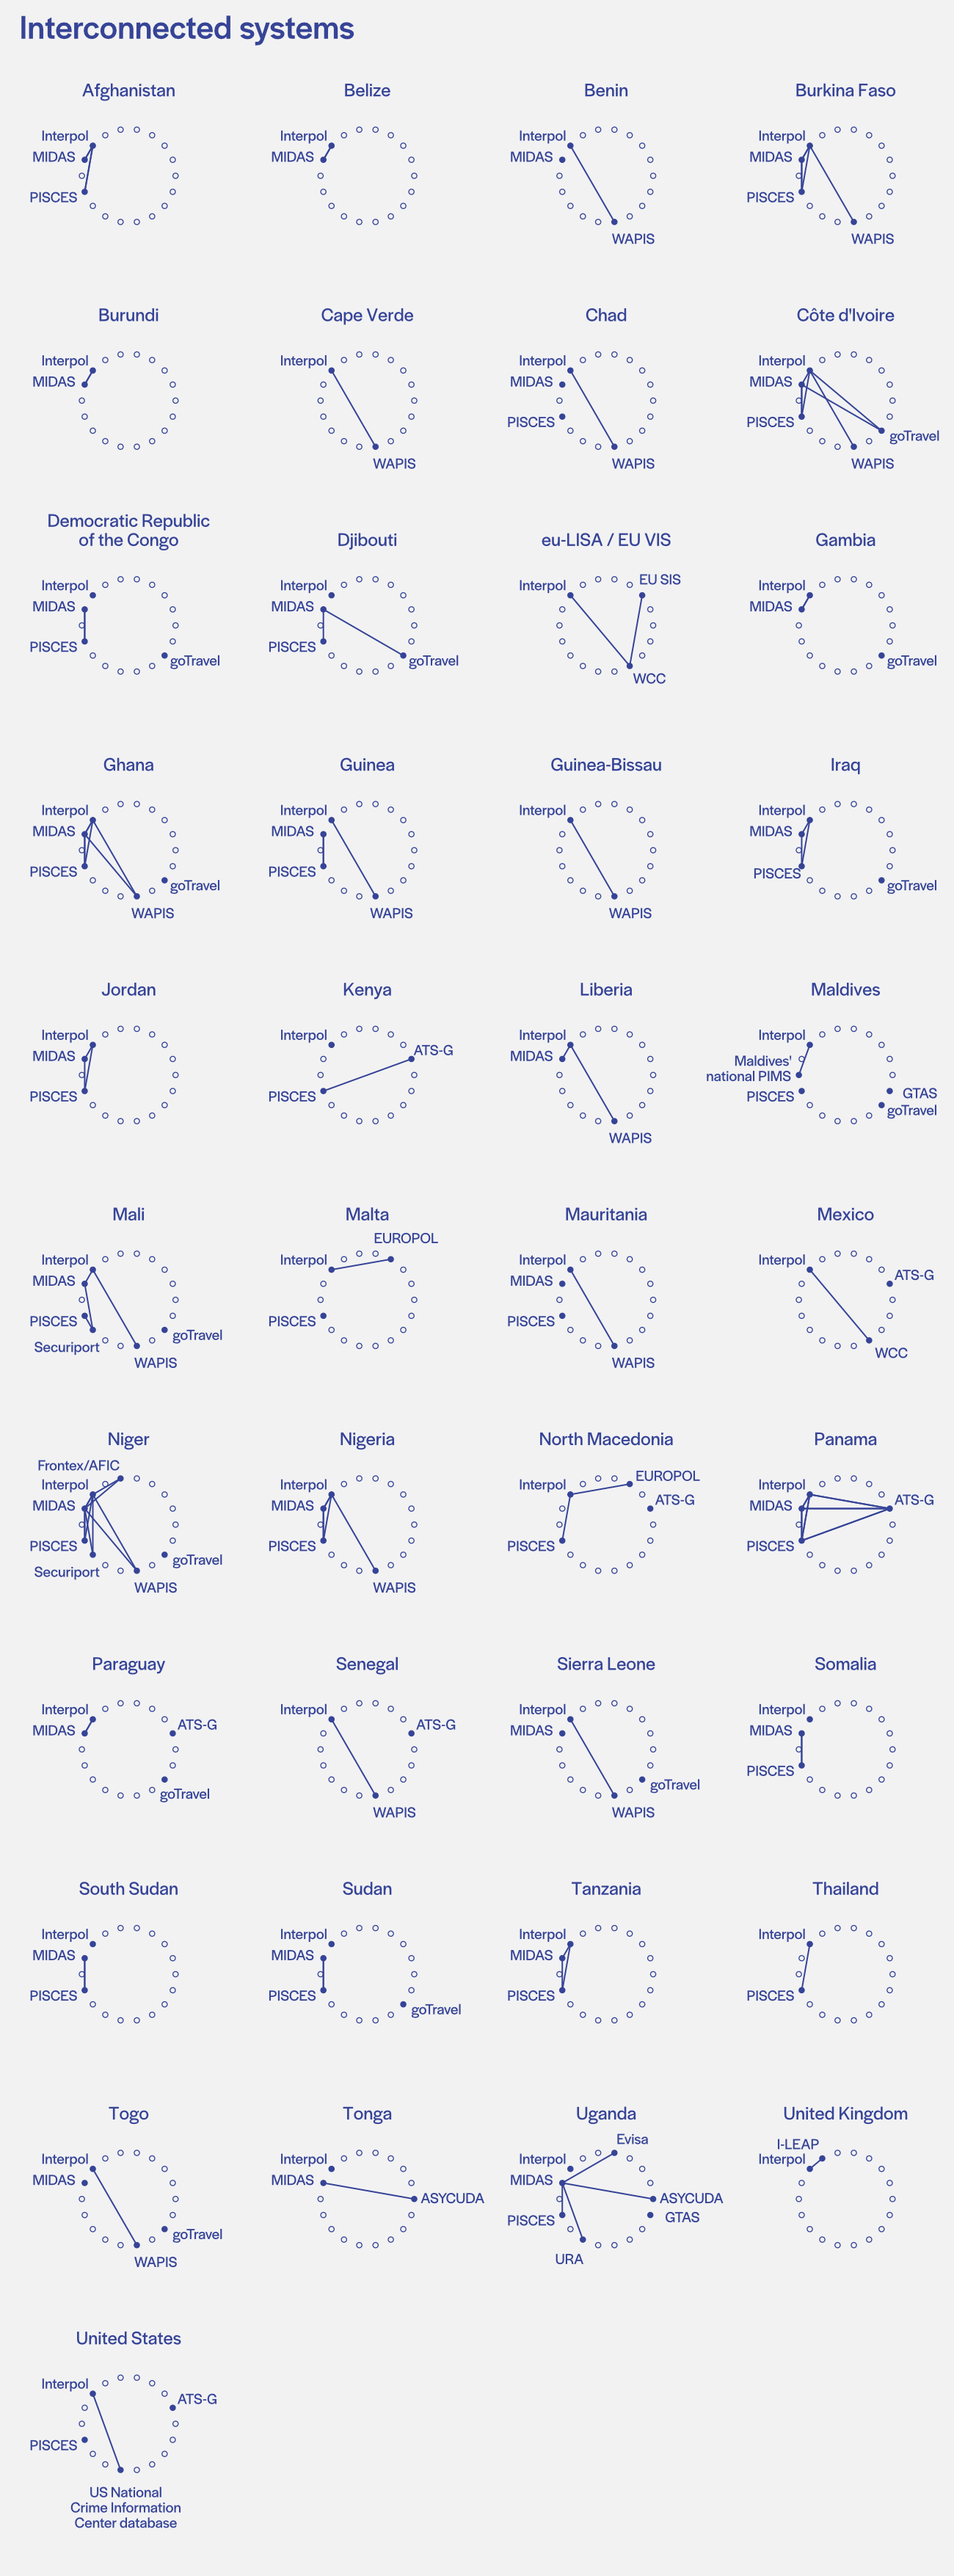 Interconnected systems
Afghanistan
Interpol
MIDAS
PISCES
Belize
Interpol
MIDAS
Benin
Interpol
MIDAS
WAPIS
Burkina Faso
Interpol
MIDAS
PISCES
WAPIS
Burundi
Interpol
MIDAS
Cape Verde
Interpol
WAPIS
Chad
Interpol
MIDAS
PISCES
WAPIS
Côte d'Ivoire
Interpol
MIDAS
PISCES
goTravel
WAPIS
Democratic Republic
of the Congo
Interpol
MIDAS
PISCES
goTravel
Djibouti
Interpol
MIDAS
PISCES
goTravel
eu-LISA / EU VIS
Interpol
EU SIS
WCC
Gambia
Interpol
MIDAS
goTravel
Ghana
Interpol
MIDAS
PISCES
goTravel
WAPIS
Guinea
Interpol
MIDAS
PISCES
WAPIS
Guinea-Bissau
Interpol
WAPIS
Iraq
Interpol
MIDAS
PISCES
goTravel
Jordan
Interpol
MIDAS
PISCES
Kenya
Interpol
ATS-G
PISCES
Liberia
Interpol
MIDAS
WAPIS
Maldives
Interpol
Maldives'
national PIMS
PISCES
GTAS
goTravel
Mali
Interpol
MIDAS
PISCES
Securiport
goTravel
WAPIS
Malta
EUROPOL
Interpol
PISCES
Mauritania
Interpol
MIDAS
PISCES
WAPIS
Mexico
Interpol
ATS-G
WCC
Niger
Frontex/AFIC
Interpol
MIDAS
PISCES
Securiport
goTravel
WAPIS
Nigeria
Interpol
MIDAS
PISCES
WAPIS
North Macedonia
EUROPOL
Interpol
ATS-G
PISCES
Panama
Interpol
MIDAS
ATS-G
PISCES
Paraguay
Interpol
MIDAS
ATS-G
goTravel
Senegal
Interpol
ATS-G
WAPIS
Sierra Leone
Interpol
MIDAS
goTravel
WAPIS
Somalia
Interpol
MIDAS
PISCES
South Sudan
Interpol
MIDAS
PISCES
Sudan
Interpol
MIDAS
PISCES
goTravel
Tanzania
Interpol
MIDAS
PISCES
Thailand
Interpol
PISCES
Togo
Interpol
MIDAS
goTravel
WAPIS
Tonga
Interpol
MIDAS
ASYCUDA
Uganda
Evisa
Interpol
MIDAS
ASYCUDA
GTAS
PISCES
URA
United Kingdom
I-LEAP
Interpol
United States
Interpol
ATS-G
PISCES
US National
Crime Information
Center database